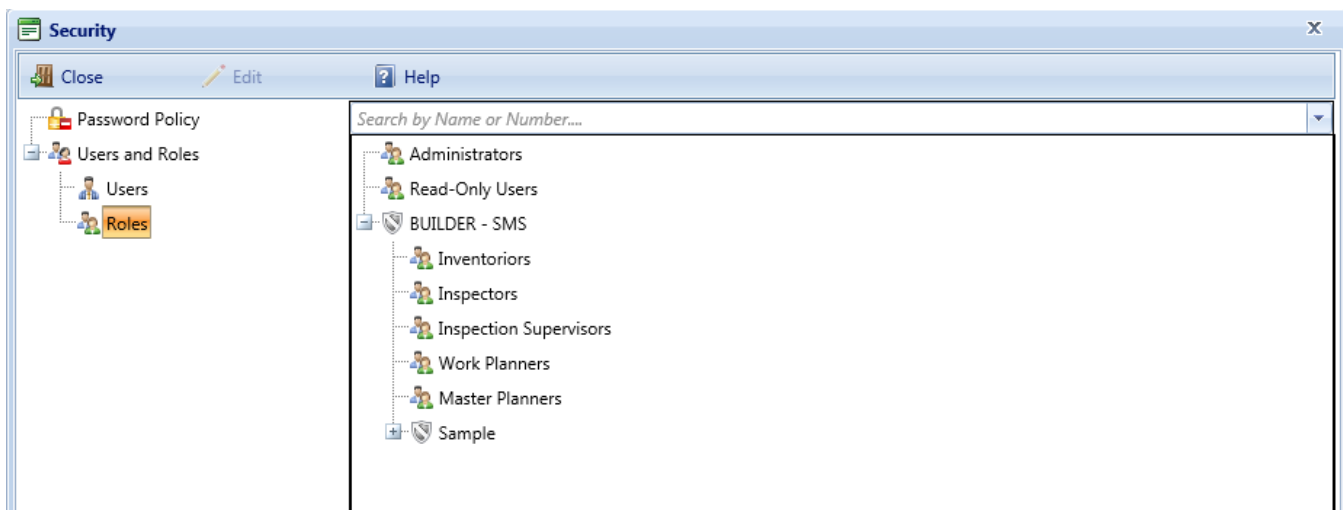 Security
Close Edit Help
Password Policy
Users and Roles
Users
Roles
Search by Name or Number....
Administrators
Read-Only Users
BUILDER - SMS
Inventoriors
Inspectors
Inspection Supervisors
Work Planners
Master Planners
Sample